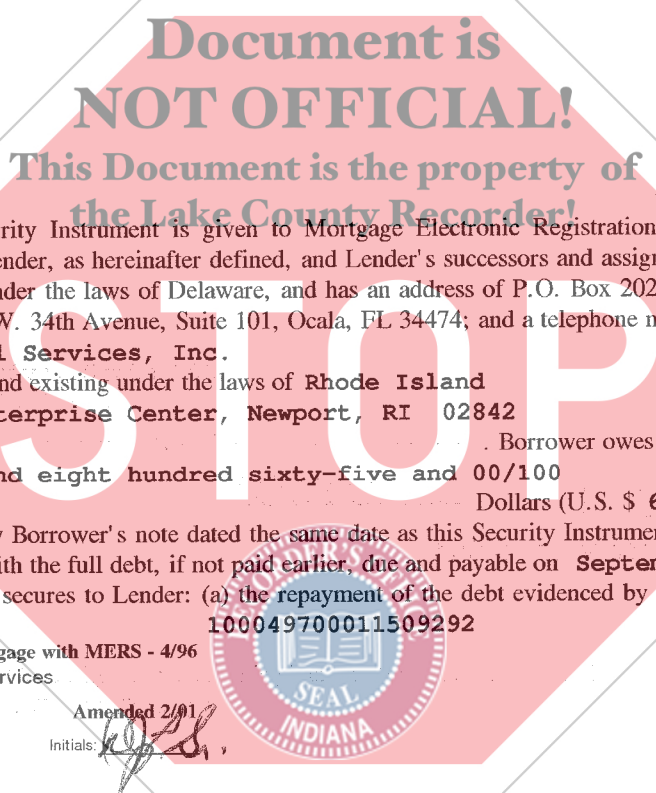 Document is
NOT OFFICIAL!
This Document is the property of
the Lake County Recorder!
rity Instrument is given to Mortgage Electronic Registration
ender, as hereinafter defined, and Lender's successors and assign
nder the laws of Delaware, and has an address of P.O. Box 202
W. 34th Avenue, Suite 101, Ocala, FL 34474; and a telephone n
l Services, Inc.
nd existing under the laws of Rhode Island
terprise Center, Newport, RI 02842
. Borrower owes
nd eight hundred sixty-five and 00/100
Dollars (U.S. $ 6
y Borrower's note dated the same date as this Security Instrumen
ith the full debt, if not paid earlier, due and payable on Septem
secures to Lender: (a) the repayment of the debt evidenced by
100049700011509292
gage with MERS - 4/96
rvices
Amended 2/01
Initials:
STOP
RECORDER'S OFFICE
SEAL
INDIANA